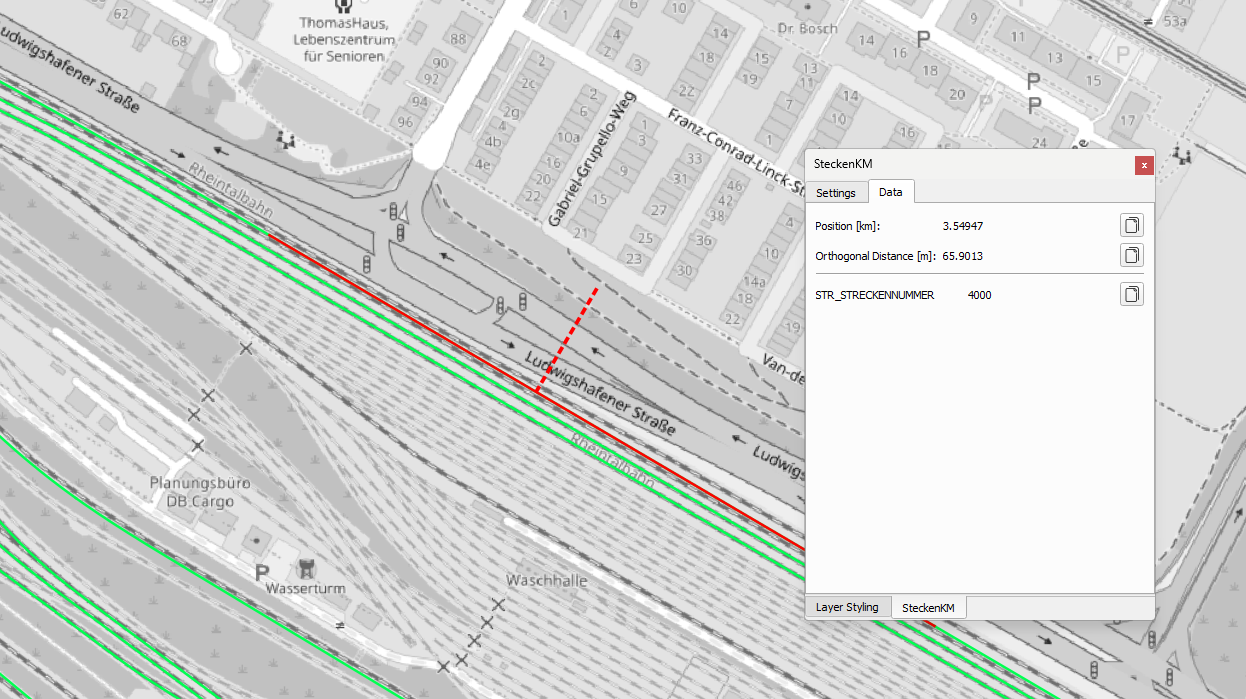 62
68
ThomasHaus,
Lebenszentrum
für Senioren
88
90
92
94
96
Ludwigshafener Straße
Rheintalbahn
1
6
10
4
2
3
2
2c
2g
4b
4e
2
6
10a
16
20
22
1
3
9
15
21
Gabriel-Grupello-Weg
14
18
22
15
19
15
13
7
1
33
31
27
25
23
46
42
38
36
30
4
10
14a
18
22
19
Franz-Conrad-Linck-St
Dr. Bosch
14
16
18
20
P
9
11
13
15
17
53a
P
P
P
P
14
10
16
24
Van-de
Ludwigshafener Straße
Rheintalbahn
Ludwigs
Planungsbüro
DB Cargo
P
Wasserturm
Waschhalle
SteckenKM
x
Settings
Data
Position [km]: 3.54947
Orthogonal Distance [m]: 65.9013
STR_STRECKENNUMMER 4000
Layer Styling
SteckenKM